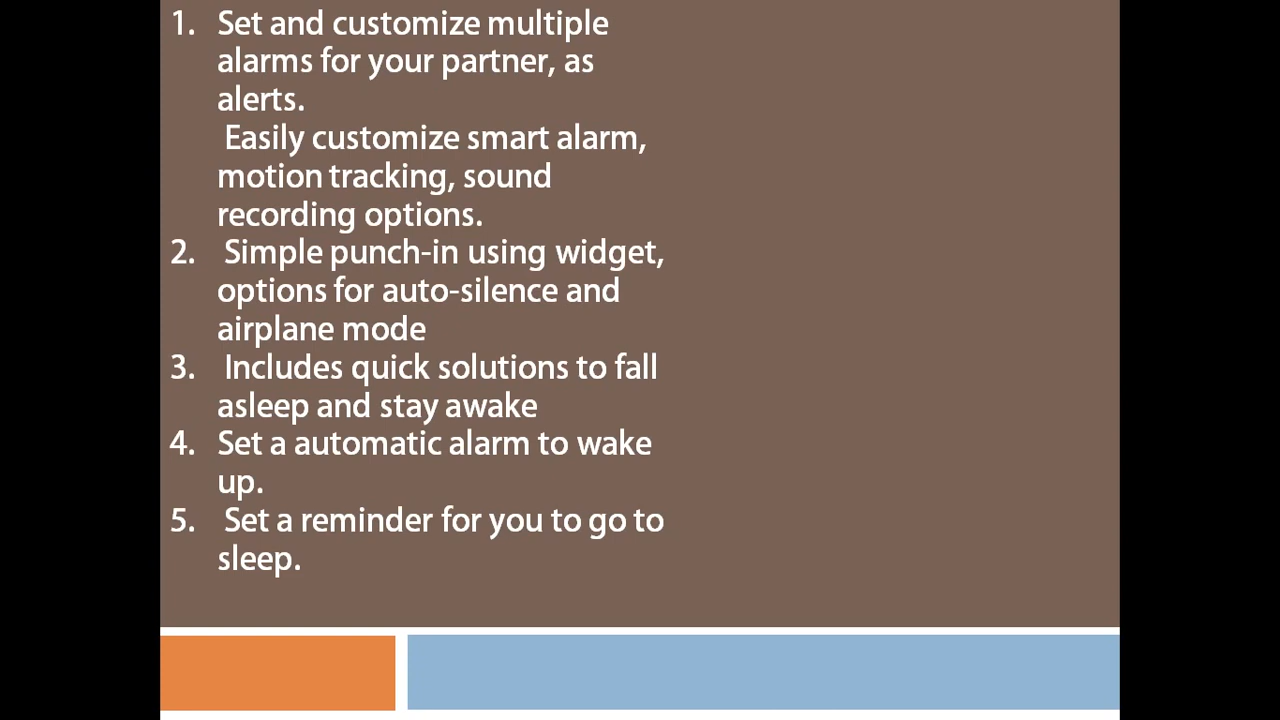 1. Set and customize multiple
alarms for your partner, as
alerts.
Easily customize smart alarm,
motion tracking, sound
recording options.
2. Simple punch-in using widget,
options for auto-silence and
airplane mode
3. Includes quick solutions to fall
asleep and stay awake
4. Set a automatic alarm to wake
up.
5. Set a reminder for you to go to
sleep.